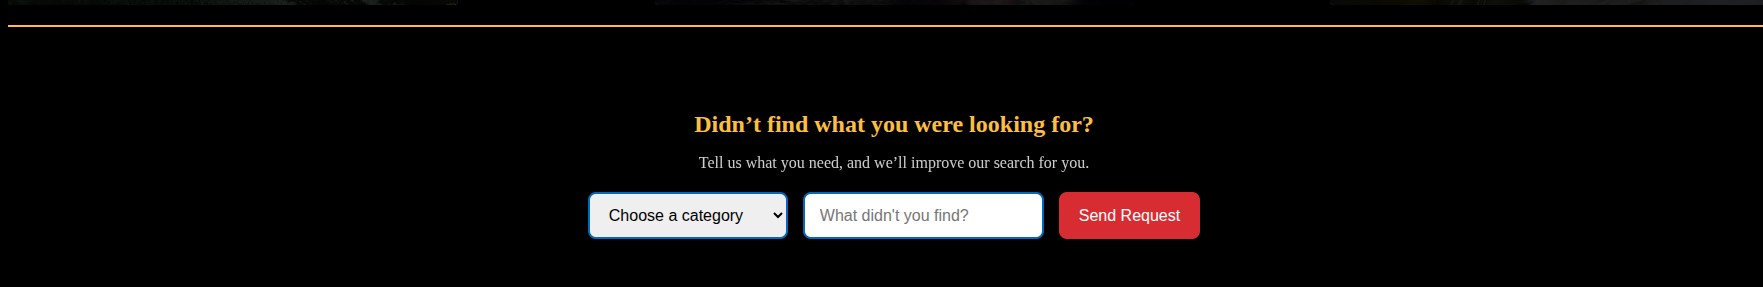 Didn’t find what you were looking for?
Tell us what you need, and we’ll improve our search for you.
Choose a category
What didn't you find?
Send Request